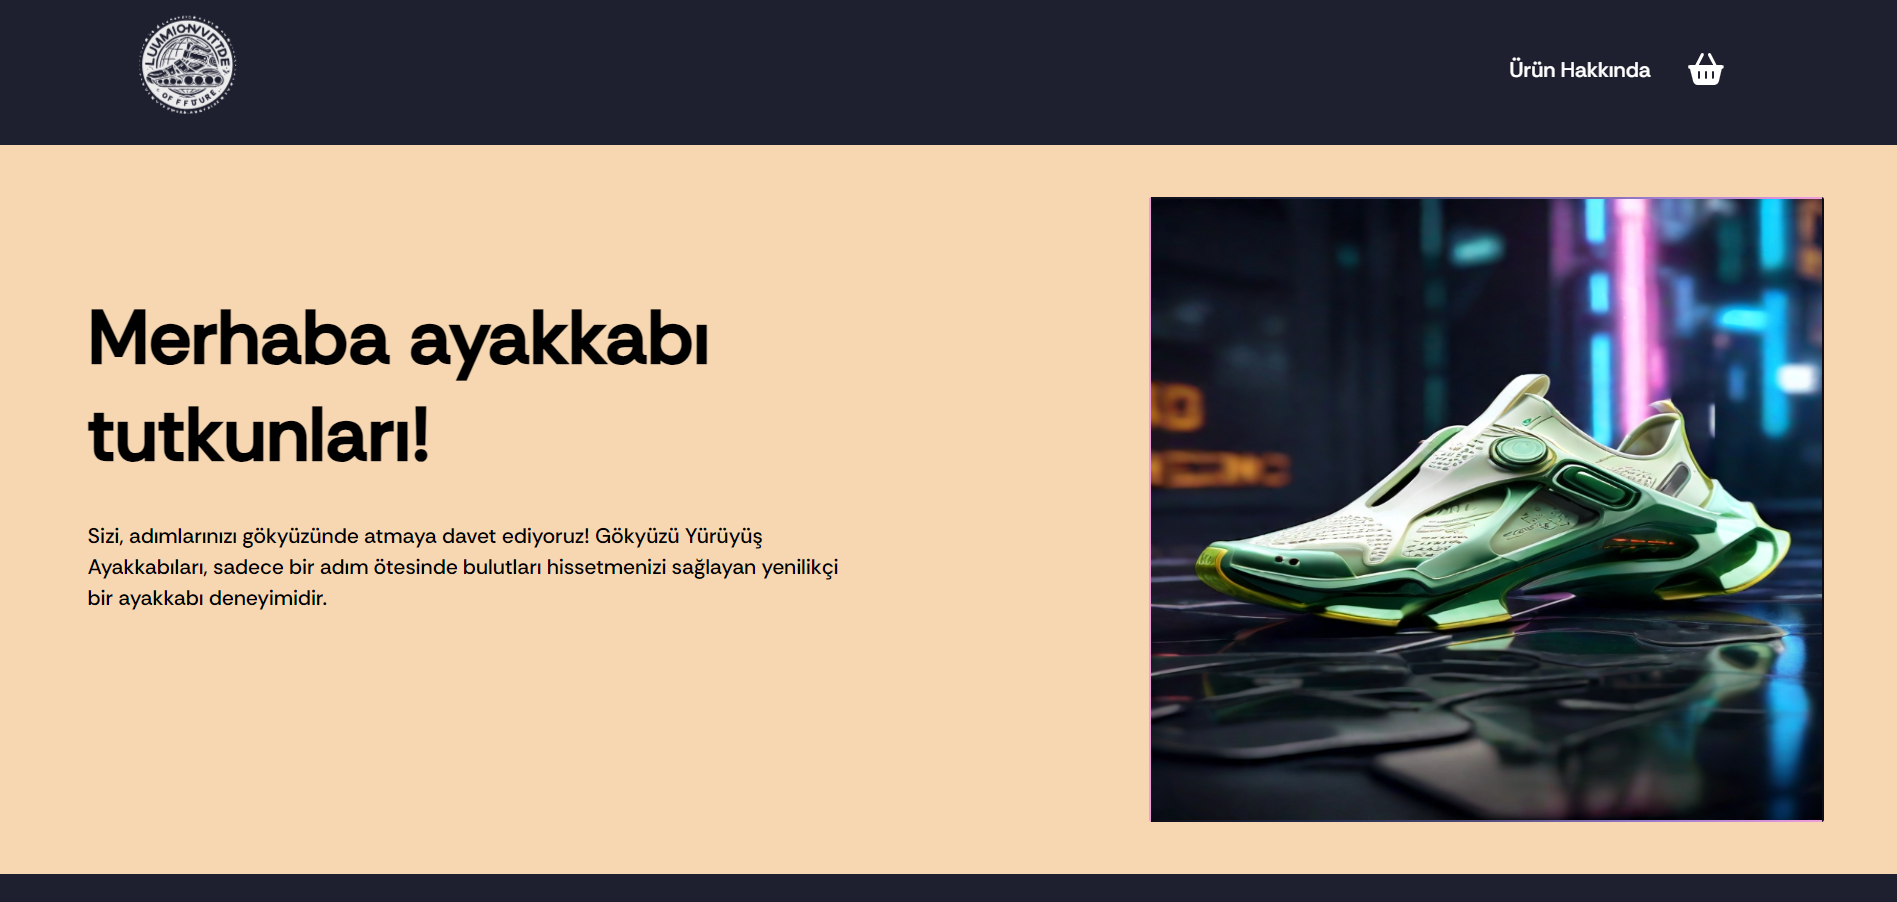 LUMMIONVITDE
OF FFUURE
Ürün Hakkında
Merhaba ayakkabı
tutkunları!
Sizi, adımlarınızı gökyüzünde atmaya davet ediyoruz! Gökyüzü Yürüyüş
Ayakkabıları, sadece bir adım ötesinde bulutları hissetmenizi sağlayan yenilikçi
bir ayakkabı deneyimidir.